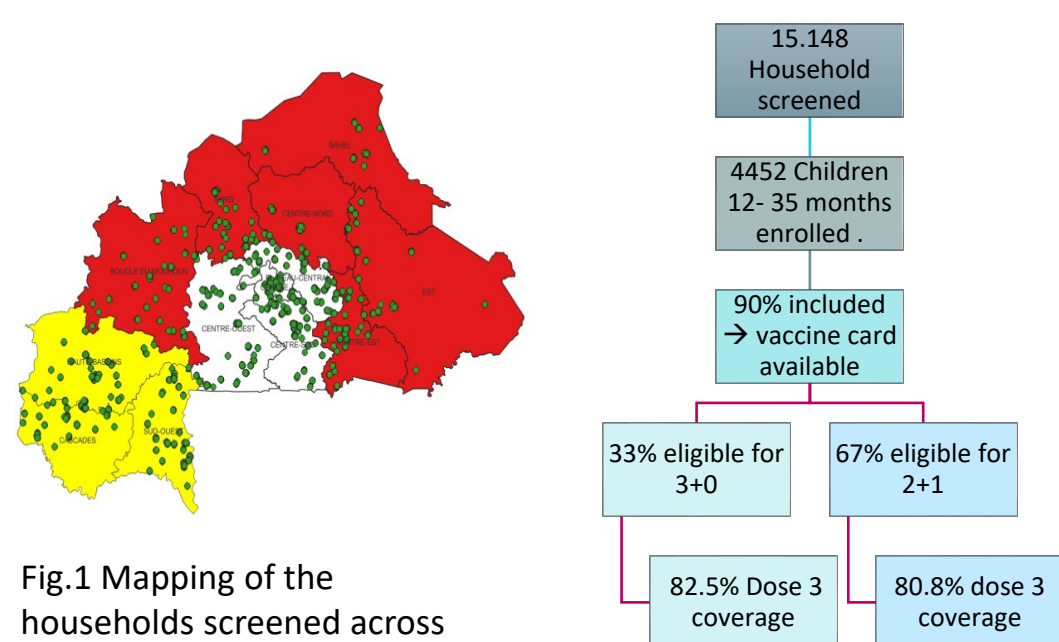 SAHEL
NORD
CENTRE-NORD
BOUCLE DU MOUHOUN
EST
CENTRE-OUEST
HAUTS-BASSINS
CASCADES
SUD-OUEST
Fig.1 Mapping of the
households screened across
15.148
Household
screened
4452 Children
12- 35 months
enrolled .
90% included
→ vaccine card
available
33% eligible for
3+0
67% eligible for
2+1
82.5% Dose 3
coverage
80.8% dose 3
coverage